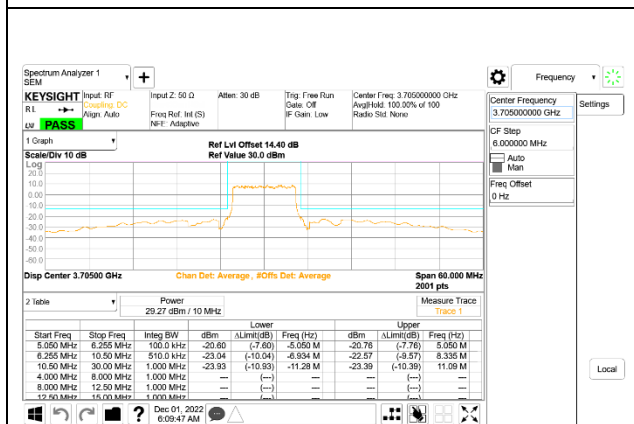 Spectrum Analyzer 1
SEM
Frequency
KEYSIGHT
Input: RF
Input Z: 50 Ω
Atten: 30 dB
Trig: Free Run
Center Freq: 3.705000000 GHz
R L
Coupling: DC
Gate: Off
Avg|Hold: 100.00% of 100
Align: Auto
Freq Ref: Int (S)
IF Gain: Low
Radio Std: None
NFE: Adaptive
PASS
Center Frequency
3.705000000 GHz
Settings
CF Step
6.000000 MHz
Auto
Man
Freq Offset
0 Hz
1 Graph
Ref Lvl Offset 14.40 dB
Scale/Div 10 dB
Ref Value 30.0 dBm
Log
20.0
10.0
0.00
-10.0
-20.0
-30.0
-40.0
-50.0
-60.0
Disp Center 3.70500 GHz
Chan Det: Average , #Offs Det: Average
Span 60.000 MHz
2001 pts
2 Table
Power
Measure Trace
29.27 dBm / 10 MHz
Trace 1
Lower
Upper
Start Freq Stop Freq Integ BW dBm ΔLimit(dB) Freq (Hz) dBm ΔLimit(dB) Freq (Hz)
5.050 MHz 6.255 MHz 100.0 kHz -20.60 (-7.60) -5.050 M -20.76 (-7.76) 5.050 M
6.255 MHz 10.50 MHz 510.0 kHz -23.04 (-10.04) -6.934 M -22.57 (-9.57) 8.335 M
10.50 MHz 30.00 MHz 1.000 MHz -23.93 (-10.93) -11.28 M -23.39 (-10.39) 11.09 M
4.000 MHz 8.000 MHz 1.000 MHz --- (---) --- --- (---) ---
8.000 MHz 12.50 MHz 1.000 MHz --- (---) --- --- (---) ---
12.50 MHz 15.00 MHz 1.000 MHz --- (---) --- --- (---) ---
Local
Dec 01, 2022
6:09:47 AM